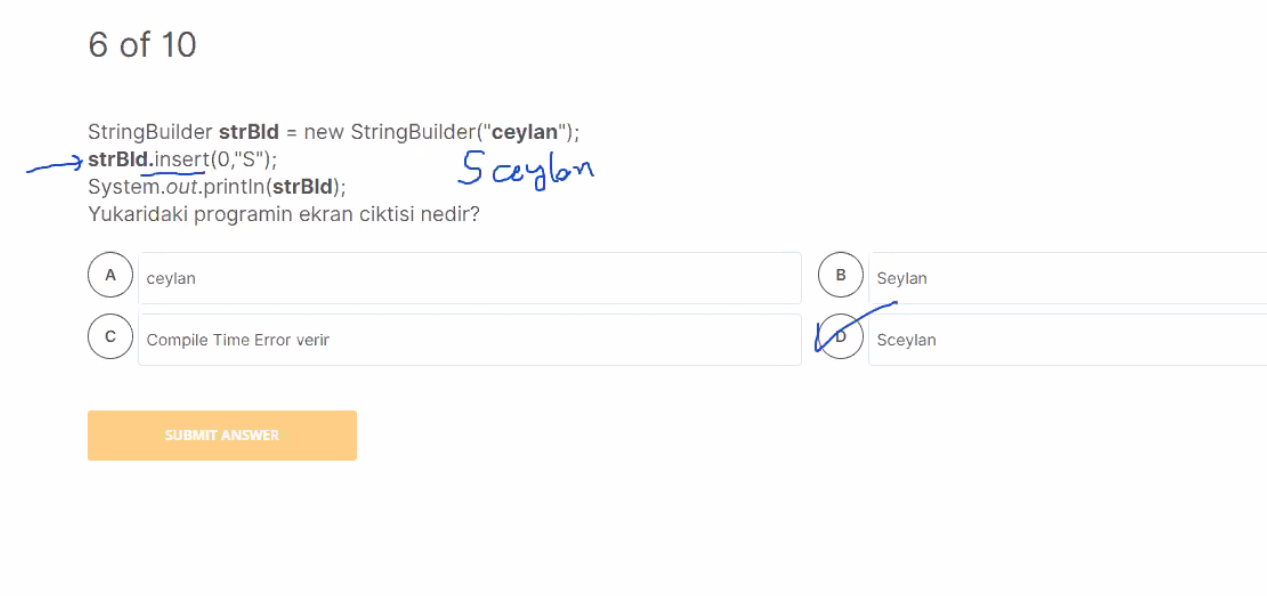 6 of 10
StringBuilder strBld = new StringBuilder("ceylan");
strBld.insert(0,"S");
Sceylan
System.out.println(strBld);
Yukaridaki programin ekran ciktisi nedir?
A ceylan
B Seylan
C Compile Time Error verir
D Sceylan
SUBMIT ANSWER